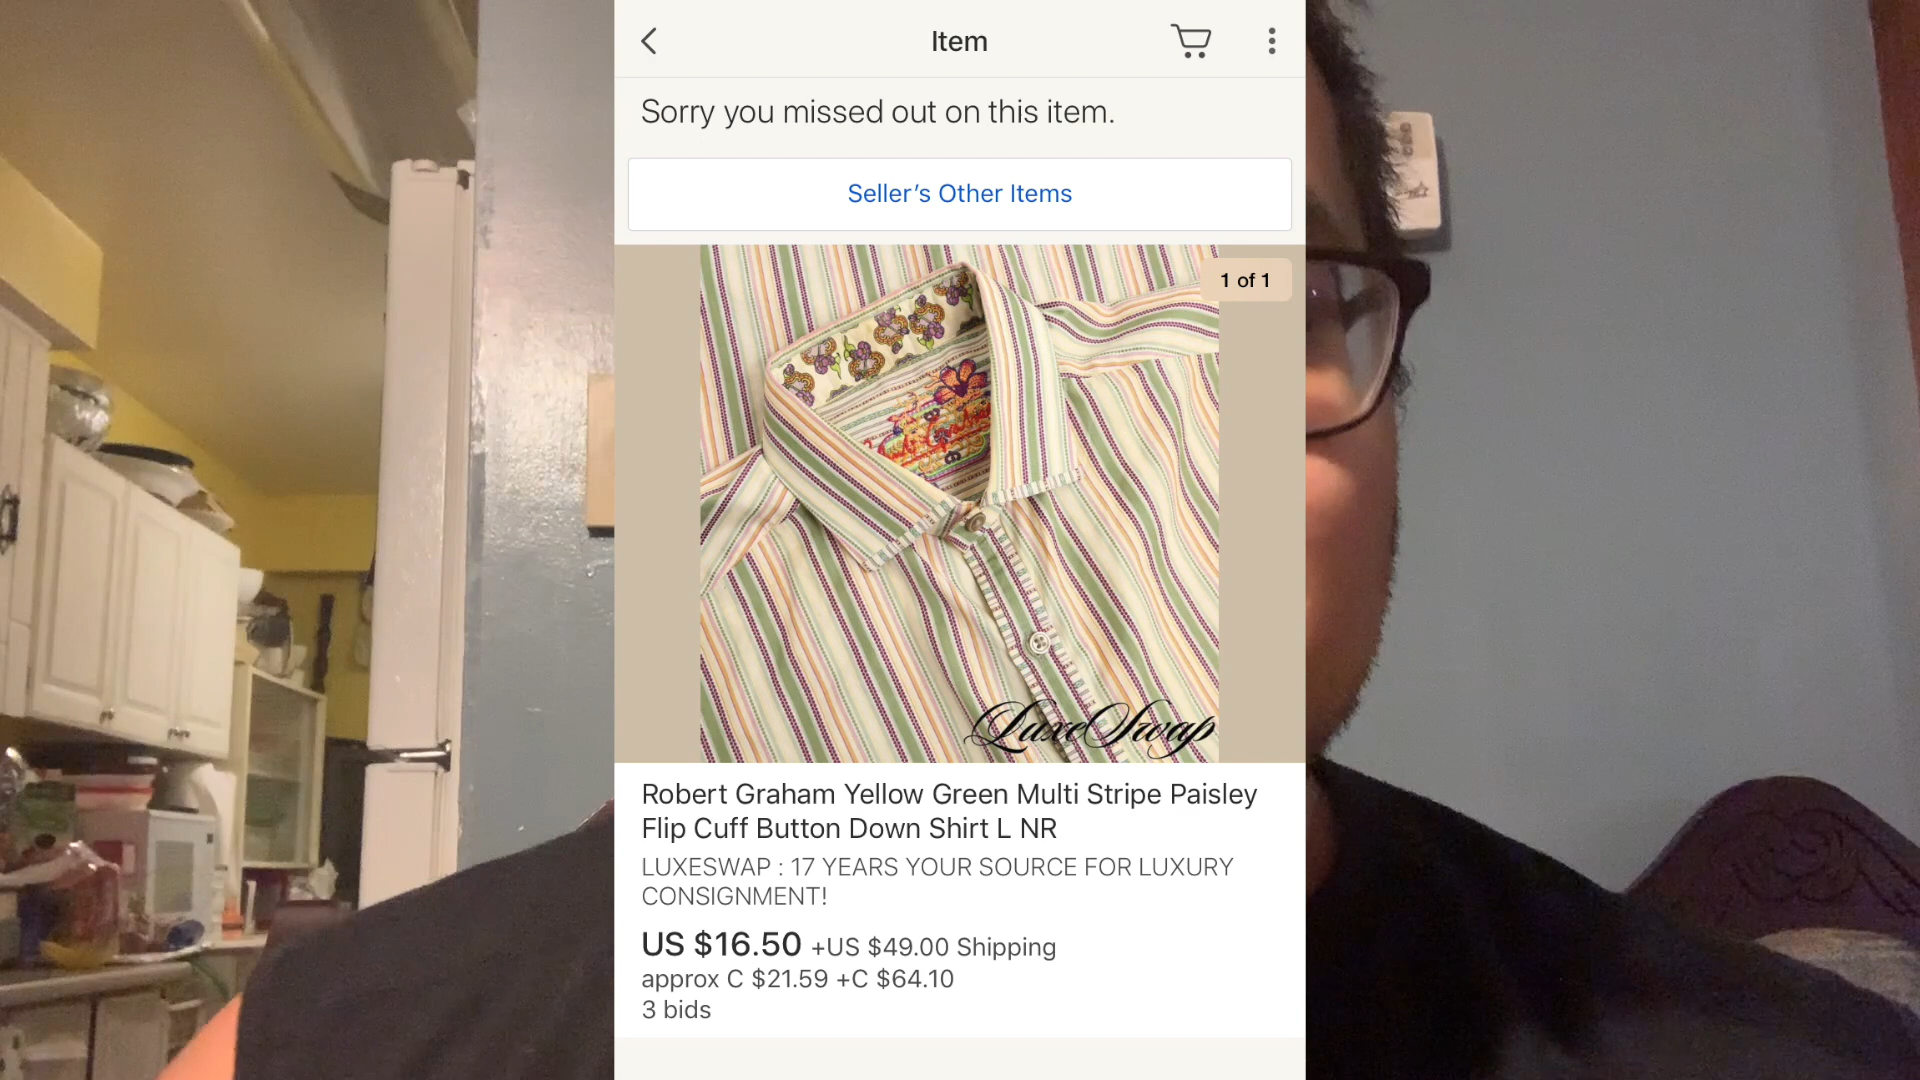 Item
Sorry you missed out on this item.
Seller's Other Items
1 of 1
LuxeSwap
Robert Graham Yellow Green Multi Stripe Paisley
Flip Cuff Button Down Shirt L NR
LUXESWAP : 17 YEARS YOUR SOURCE FOR LUXURY
CONSIGNMENT!
US $16.50 +US $49.00 Shipping
approx C $21.59 +C $64.10
3 bids